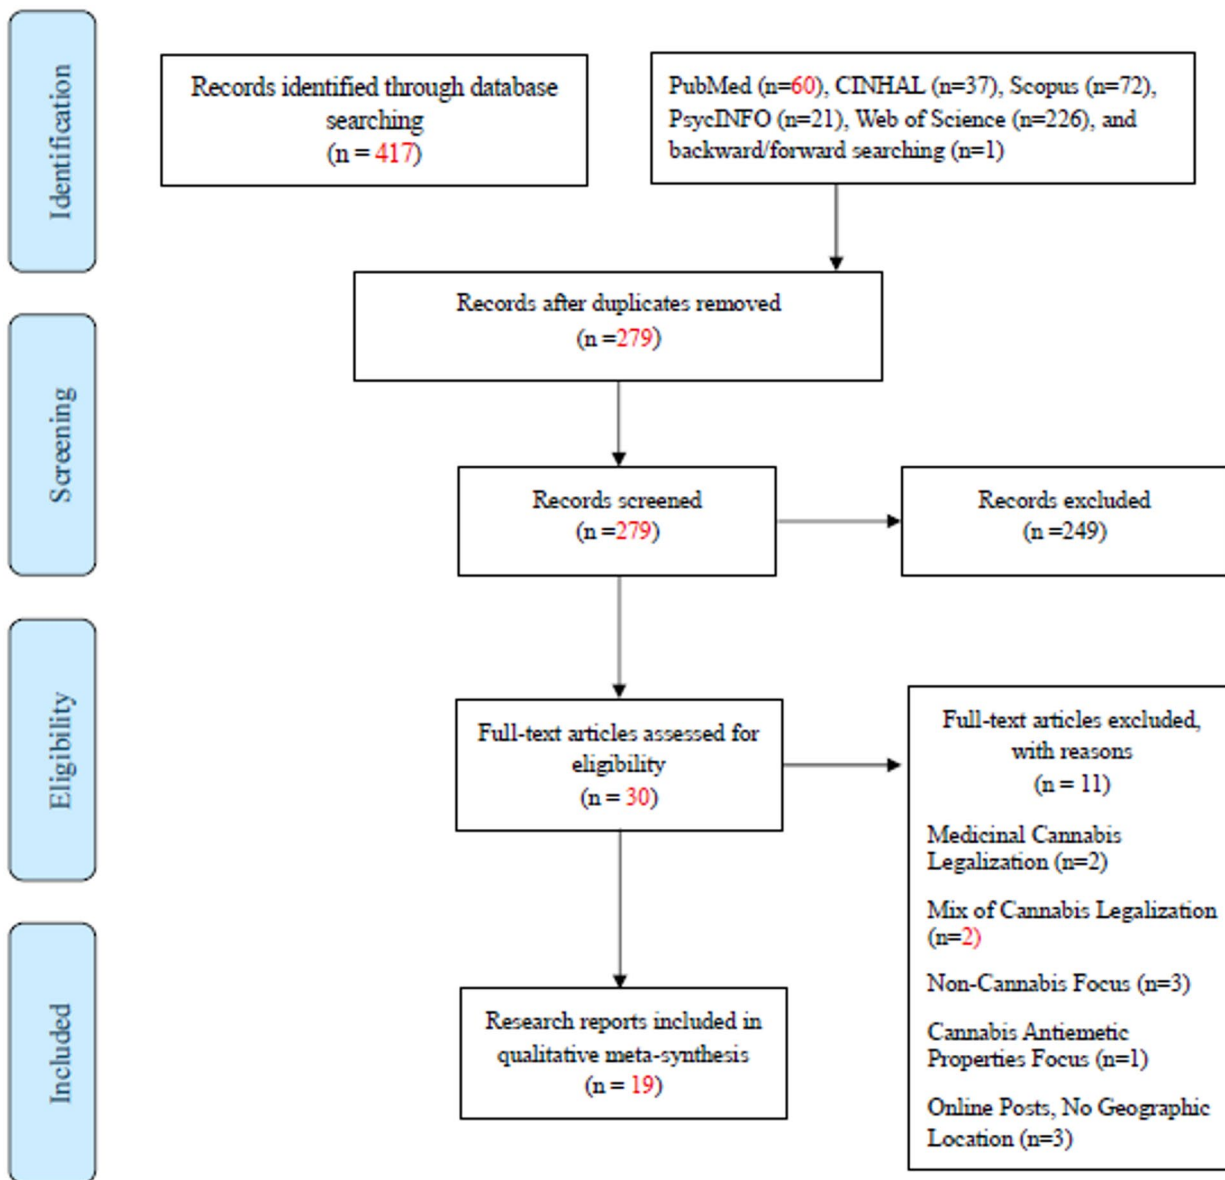 Identification
Records identified through database
searching
(n = 417)
PubMed (n=60), CINHAL (n=37), Scopus (n=72),
PsycINFO (n=21), Web of Science (n=226), and
backward/forward searching (n=1)
Records after duplicates removed
(n =279)
Screening
Records screened
(n =279)
Records excluded
(n =249)
Eligibility
Full-text articles assessed for
eligibility
(n = 30)
Full-text articles excluded,
with reasons
(n = 11)
Medicinal Cannabis
Legalization (n=2)
Mix of Cannabis Legalization
(n=2)
Non-Cannabis Focus (n=3)
Cannabis Antiemetic
Properties Focus (n=1)
Online Posts, No Geographic
Location (n=3)
Included
Research reports included in
qualitative meta-synthesis
(n = 19)